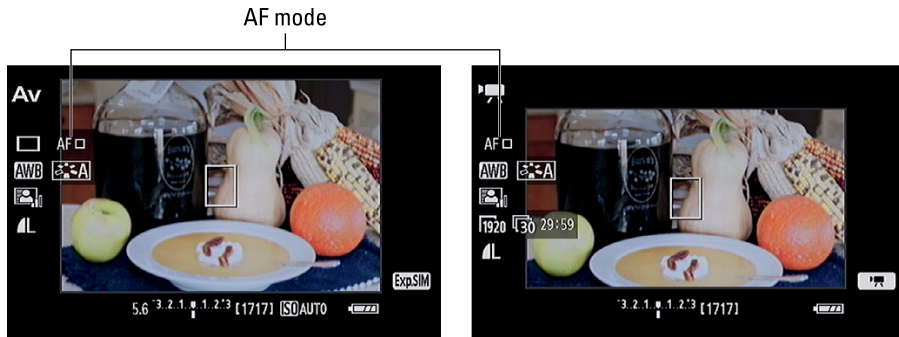 AF mode
Av
AF
AWB A
L
Exp.SIM
5.6 -3..2..1..0..1..2.+3 [1717] ISO AUTO
AF
AWB A
1920 30 29:59
L
-3..2..1..0..1..2.+3 [1717]